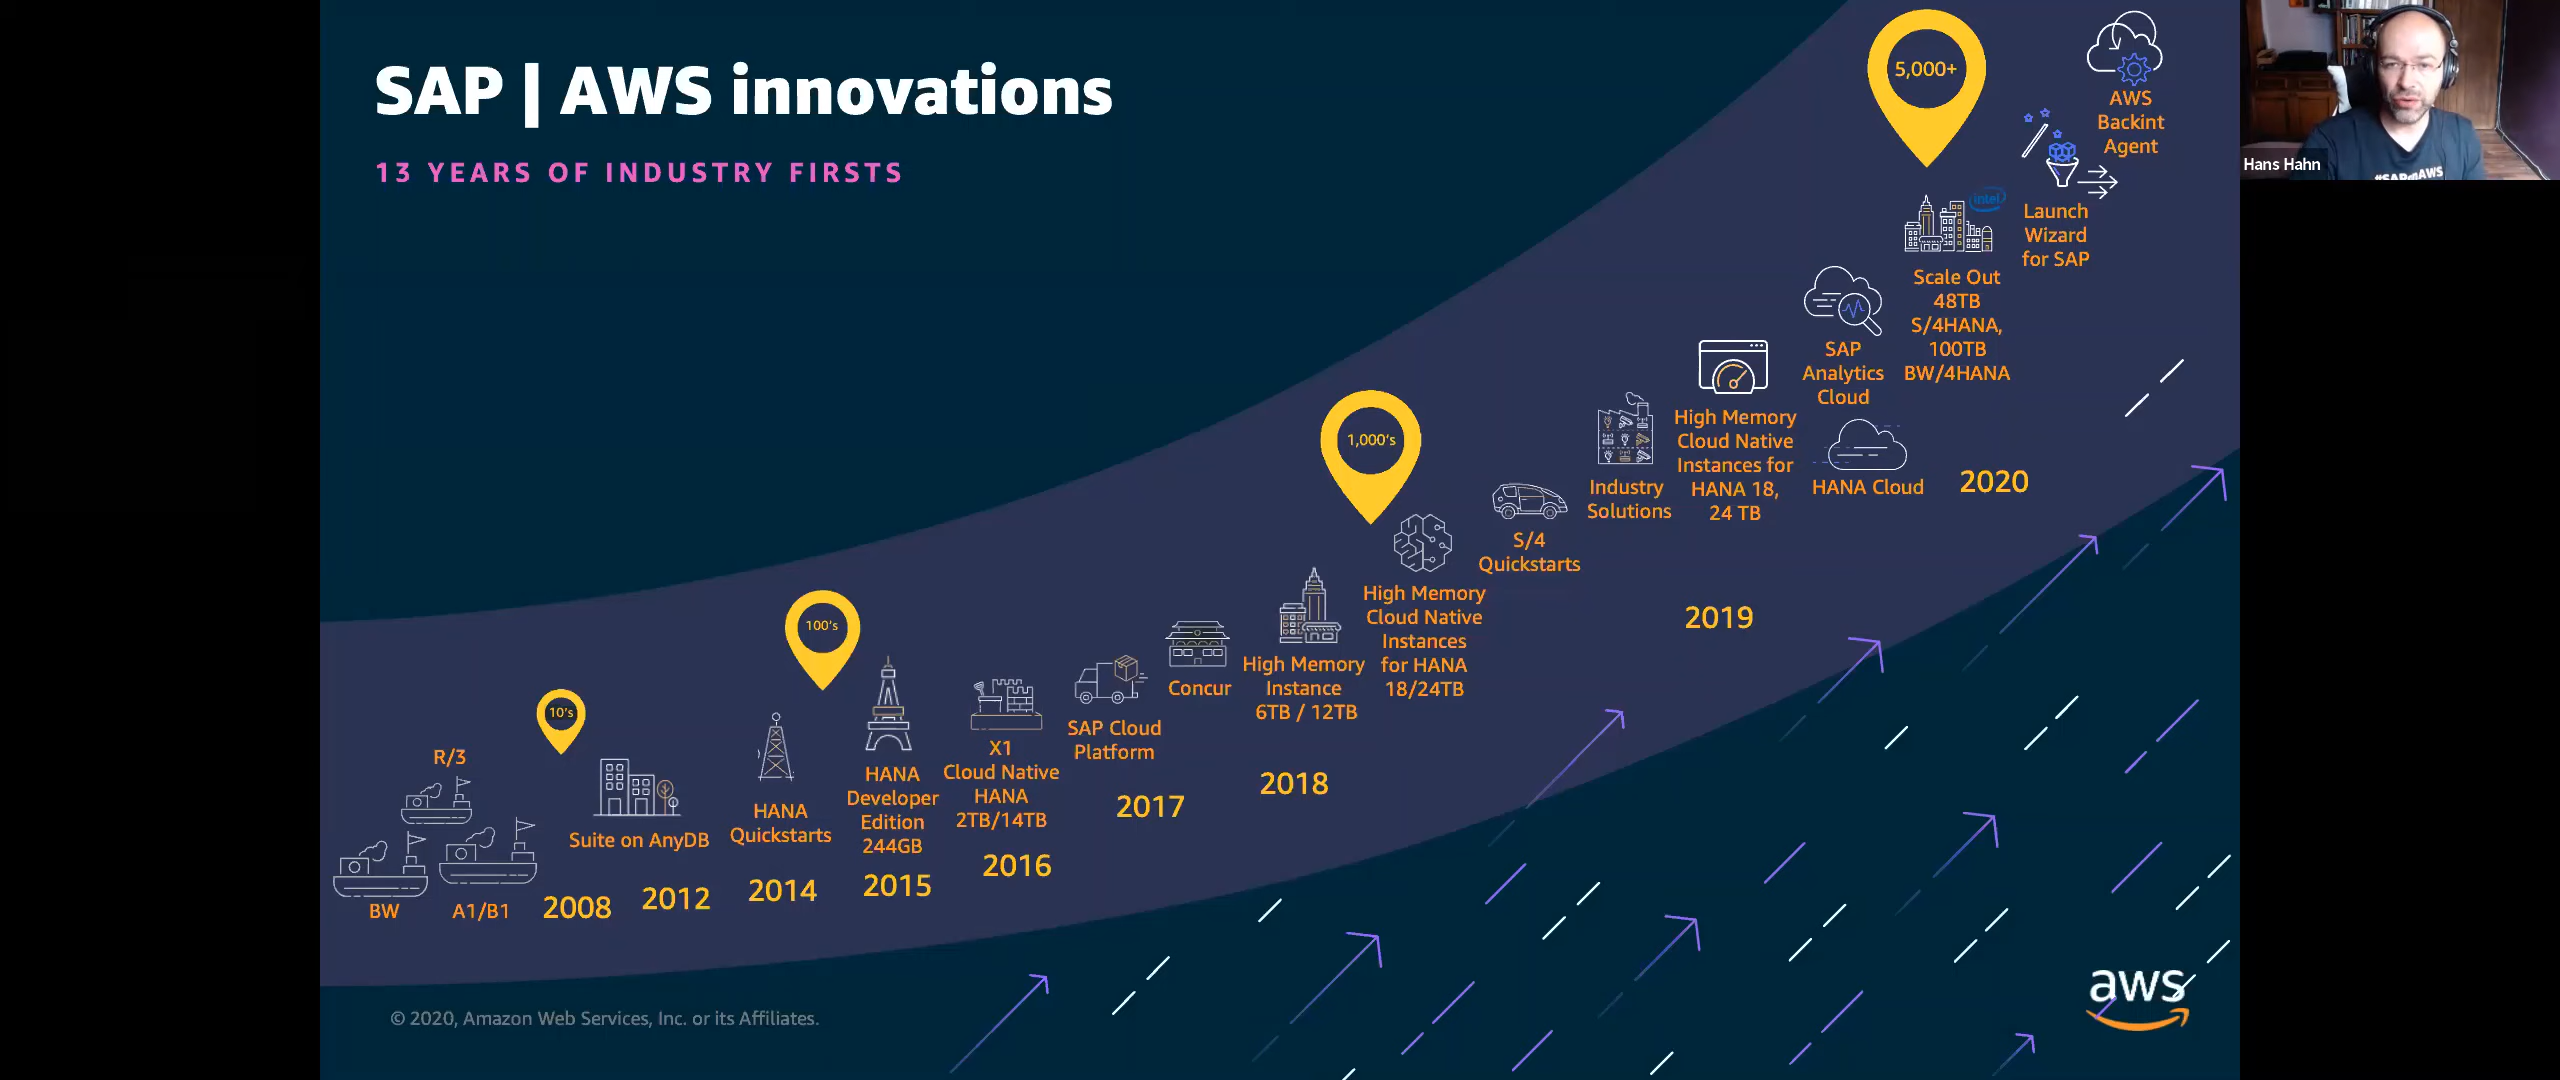 SAP | AWS innovations
13 YEARS OF INDUSTRY FIRSTS
R/3
BW
A1/B1
2008
10's
Suite on AnyDB
2012
HANA
Quickstarts
2014
100's
HANA
Developer
Edition
244GB
2015
X1
Cloud Native
HANA
2TB/14TB
2016
SAP Cloud
Platform
2017
Concur
High Memory
Instance
6TB / 12TB
2018
1,000's
High Memory
Cloud Native
Instances
for HANA
18/24TB
S/4
Quickstarts
Industry
Solutions
2019
High Memory
Cloud Native
Instances for
HANA 18,
24 TB
SAP
Analytics
Cloud
HANA Cloud
2020
5,000+
intel
Scale Out
48TB
S/4HANA,
100TB
BW/4HANA
Launch
Wizard
for SAP
AWS
Backint
Agent
Hans Hahn
#SAPonAWS
© 2020, Amazon Web Services, Inc. or its Affiliates.
aws